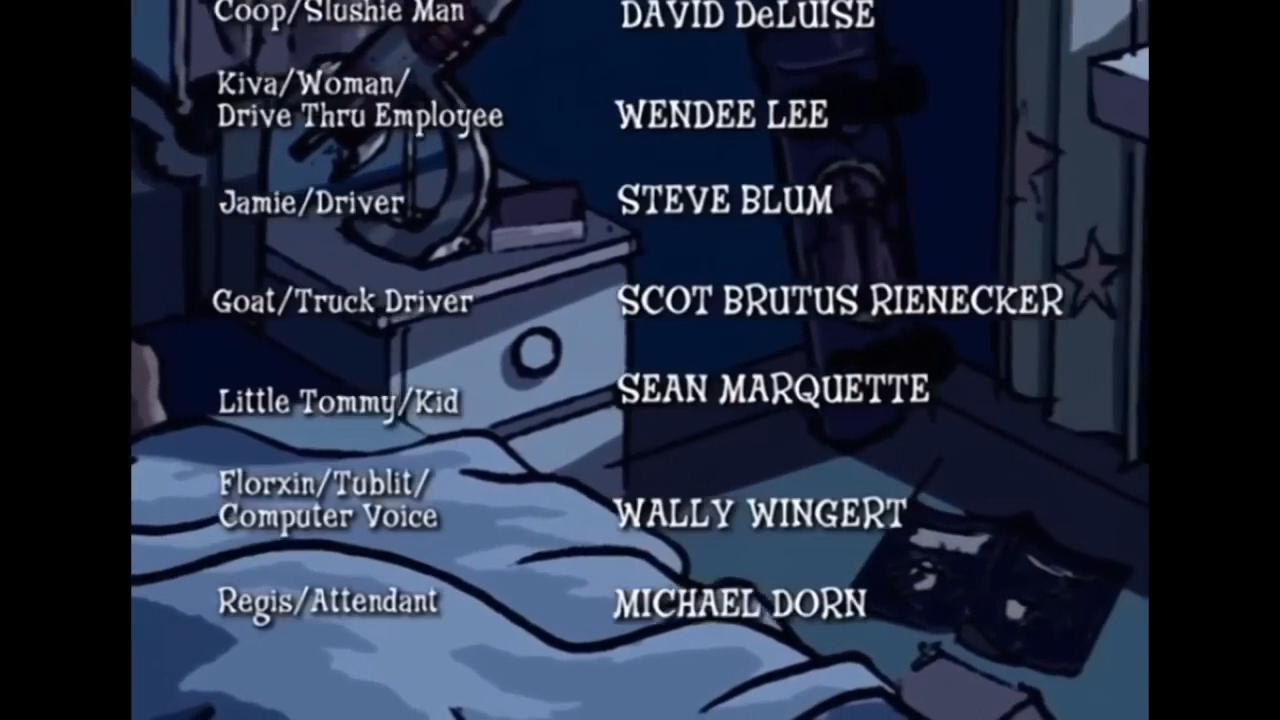 Coop/Slushie Man DAVID DeLUISE
Kiva/Woman/
Drive Thru Employee WENDEE LEE
Jamie/Driver STEVE BLUM
Goat/Truck Driver SCOT BRUTUS RIENECKER
Little Tommy/Kid SEAN MARQUETTE
Florxin/Tublit/
Computer Voice WALLY WINGERT
Regis/Attendant MICHAEL DORN